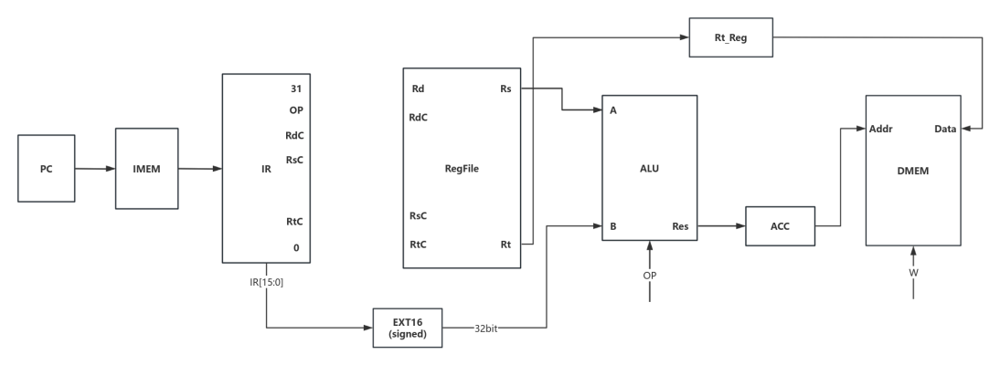 PC
IMEM
31
OP
RdC
RsC
IR
RtC
0
IR[15:0]
EXT16
(signed)
32bit
Rd
Rs
RdC
RegFile
RsC
RtC
Rt
Rt_Reg
A
ALU
B
Res
OP
ACC
Addr
Data
DMEM
W